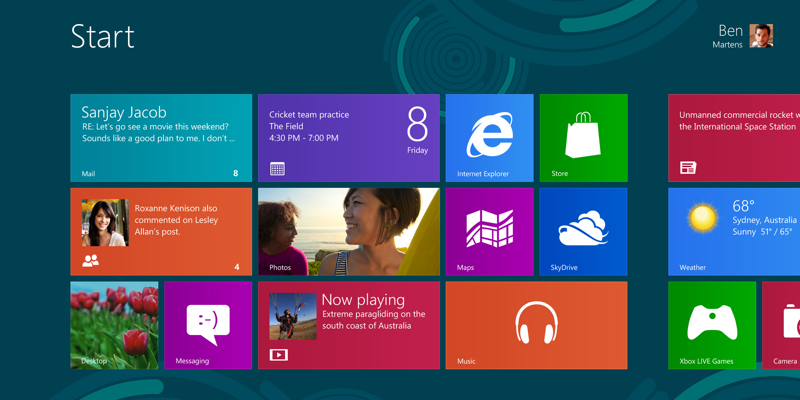 Start
Ben
Martens
Sanjay Jacob
RE: Let's go see a movie this weekend?
Sounds like a good plan to me. I don't ...
Mail
8
Cricket team practice
The Field
4:30 PM - 7:00 PM
8
Friday
Internet Explorer
Store
Unmanned commercial rocket w
the International Space Station
Roxanne Kenison also
commented on Lesley
Allan's post.
4
Photos
Maps
SkyDrive
68°
Sydney, Australia
Sunny 51° / 65°
Weather
Desktop
:-)
Messaging
Now playing
Extreme paragliding on the
south coast of Australia
Music
Xbox LIVE Games
Camera